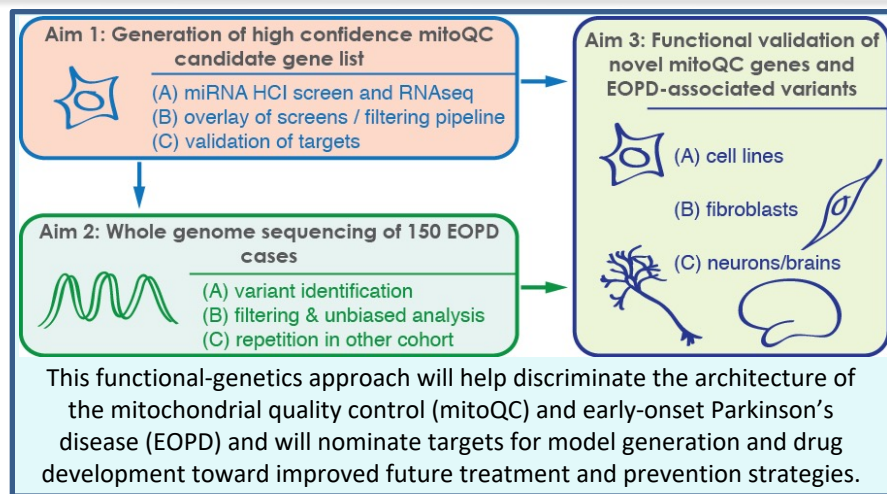 Aim 1: Generation of high confidence mitoQC
candidate gene list
(A) miRNA HCI screen and RNAseq
(B) overlay of screens / filtering pipeline
(C) validation of targets
Aim 2: Whole genome sequencing of 150 EOPD
cases
(A) variant identification
(B) filtering & unbiased analysis
(C) repetition in other cohort
Aim 3: Functional validation of
novel mitoQC genes and
EOPD-associated variants
(A) cell lines
(B) fibroblasts
(C) neurons/brains
This functional-genetics approach will help discriminate the architecture of
the mitochondrial quality control (mitoQC) and early-onset Parkinson’s
disease (EOPD) and will nominate targets for model generation and drug
development toward improved future treatment and prevention strategies.